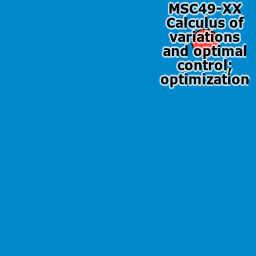 MSC49-XX
Calculus of
variations
and optimal
control;
optimization